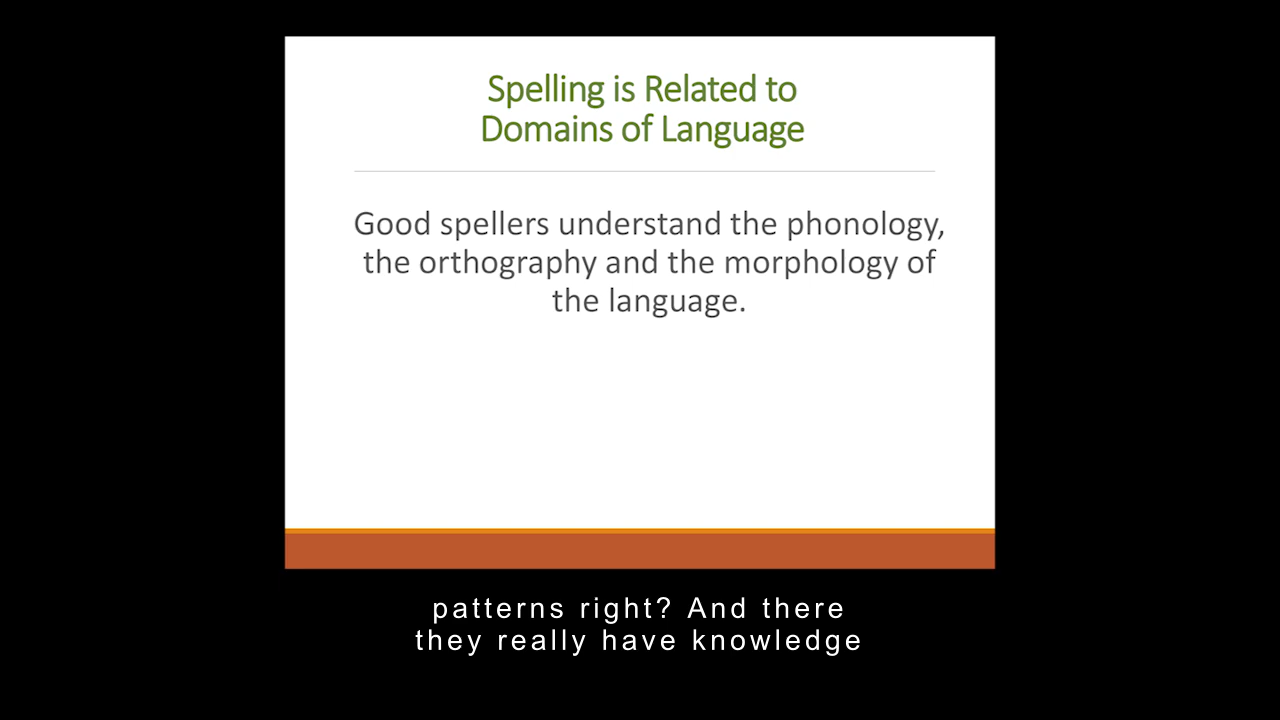 Spelling is Related to
Domains of Language
Good spellers understand the phonology,
the orthography and the morphology of
the language.
patterns right? And there
they really have knowledge